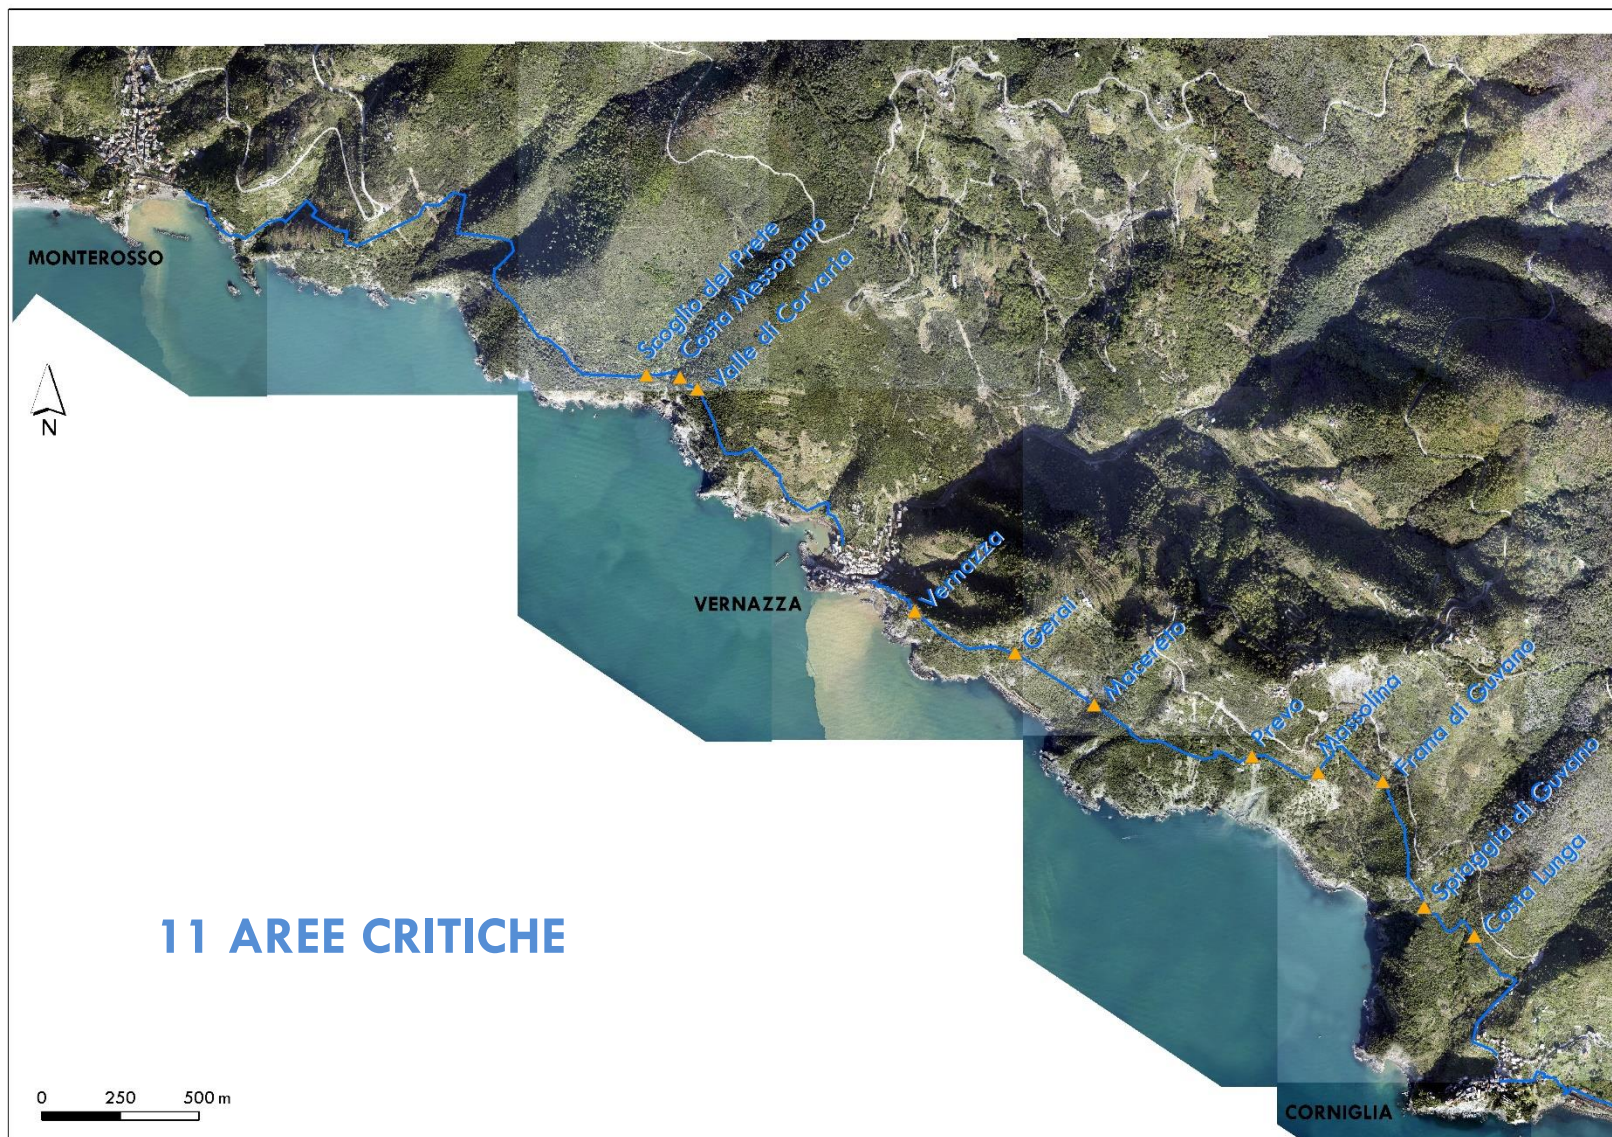 MONTEROSSO
N
Scoglio del Prete
Costa Messopano
Valle di Corvaria
VERNAZZA
Vernazza
Gerai
Macereto
Prevo
Massolina
Frana di Guvano
Spiaggia di Guvano
Costa Lunga
11 AREE CRITICHE
0 250 500 m
CORNIGLIA